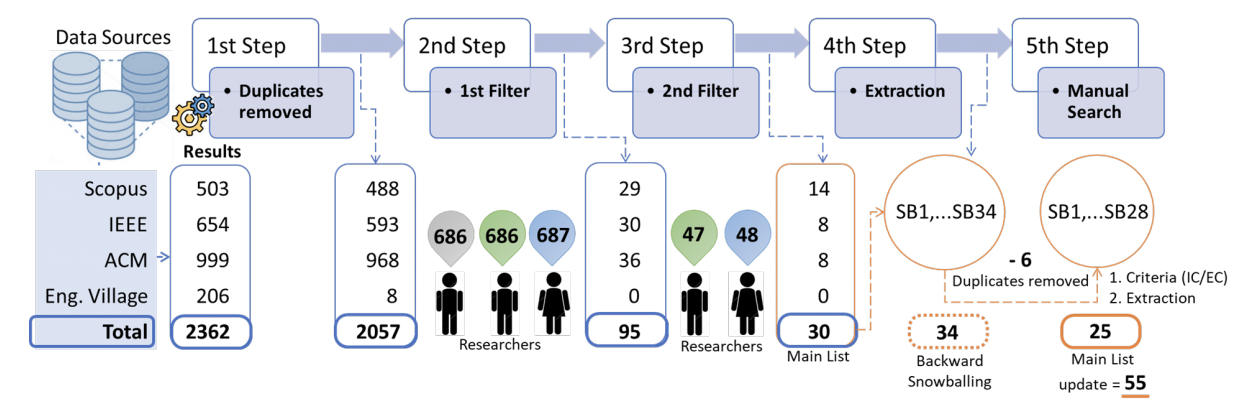 Data Sources
1st Step
2nd Step
3rd Step
4th Step
5th Step
• Duplicates
removed
• 1st Filter
• 2nd Filter
• Extraction
• Manual
Search
Results
Scopus 503 488 29 14
IEEE 654 593 30 8
ACM 999 968 36 8
Eng. Village 206 8 0 0
Total 2362 2057 95 30
686 686 687
Researchers
47 48
Researchers
Main List
SB1,...SB34
SB1,...SB28
- 6
Duplicates removed
1. Criteria (IC/EC)
2. Extraction
34
Backward
Snowballing
25
Main List
update = 55